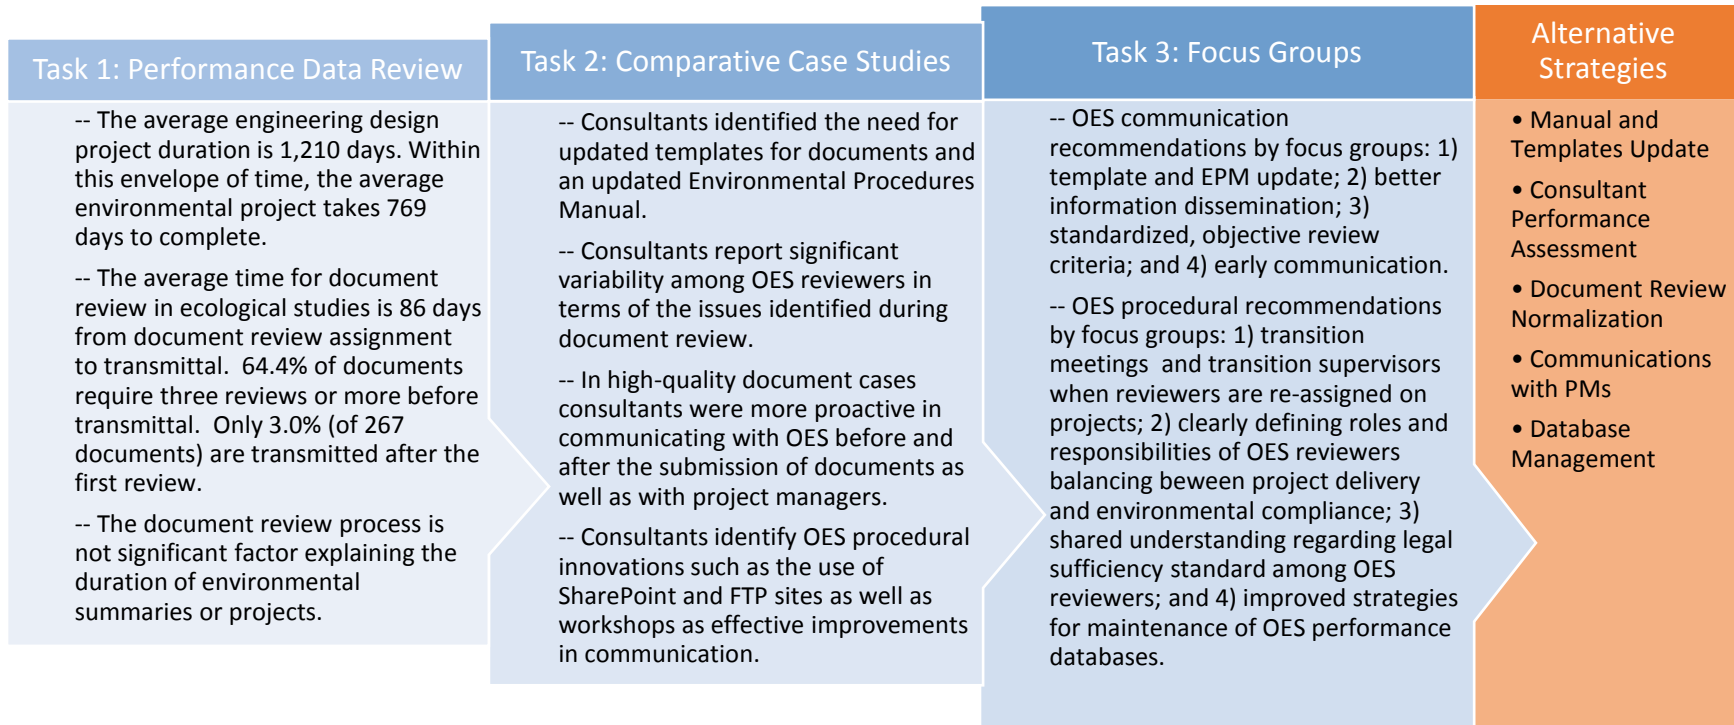 Task 1: Performance Data Review
-- The average engineering design
project duration is 1,210 days. Within
this envelope of time, the average
environmental project takes 769
days to complete.
-- The average time for document
review in ecological studies is 86 days
from document review assignment
to transmittal.  64.4% of documents
require three reviews or more before
transmittal.  Only 3.0% (of 267
documents) are transmitted after the
first review.
-- The document review process is
not significant factor explaining the
duration of environmental
summaries or projects.
Task 2: Comparative Case Studies
-- Consultants identified the need for
updated templates for documents and
an updated Environmental Procedures
Manual.
-- Consultants report significant
variability among OES reviewers in
terms of the issues identified during
document review.
-- In high-quality document cases
consultants were more proactive in
communicating with OES before and
after the submission of documents as
well as with project managers.
-- Consultants identify OES procedural
innovations such as the use of
SharePoint and FTP sites as well as
workshops as effective improvements
in communication.
Task 3: Focus Groups
-- OES communication
recommendations by focus groups: 1)
template and EPM update; 2) better
information dissemination; 3)
standardized, objective review
criteria; and 4) early communication.
-- OES procedural recommendations
by focus groups: 1) transition
meetings  and transition supervisors
when reviewers are re-assigned on
projects; 2) clearly defining roles and
responsibilities of OES reviewers
balancing beween project delivery
and environmental compliance; 3)
shared understanding regarding legal
sufficiency standard among OES
reviewers; and 4) improved strategies
for maintenance of OES performance
databases.
Alternative
Strategies
• Manual and
Templates Update
• Consultant
Performance
Assessment
• Document Review
Normalization
• Communications
with PMs
• Database
Management